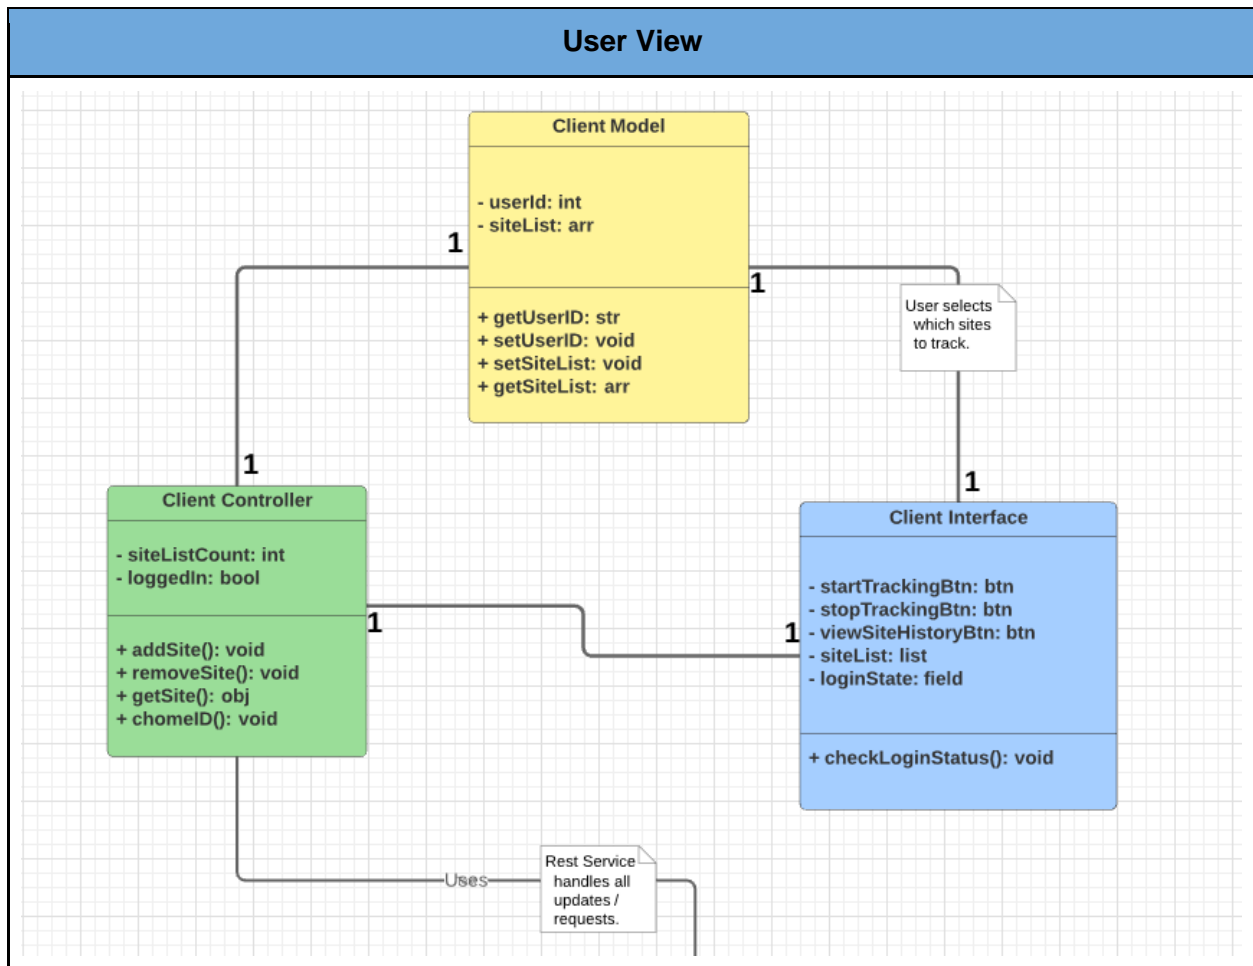 User View
Client Model
- userId: int
- siteList: arr
+ getUserID: str
+ setUserID: void
+ setSiteList: void
+ getSiteList: arr
1
1
User selects
which sites
to track.
1
1
Client Controller
- siteListCount: int
- loggedIn: bool
+ addSite(): void
+ removeSite(): void
+ getSite(): obj
+ chomeID(): void
1
1
Client Interface
- startTrackingBtn: btn
- stopTrackingBtn: btn
- viewSiteHistoryBtn: btn
- siteList: list
- loginState: field
+ checkLoginStatus(): void
Uses
Rest Service
handles all
updates /
requests.